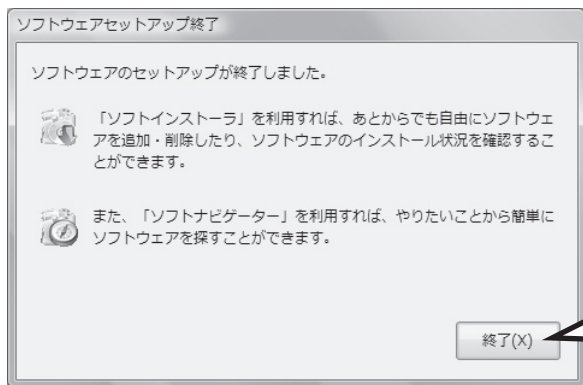 ソフトウェアセットアップ終了
ソフトウェアのセットアップが終了しました。
「ソフトインストーラ」を利用すれば、あとからでも自由にソフトウェ
アを追加・削除したり、ソフトウェアのインストール状況を確認するこ
とができます。
また、「ソフトナビゲーター」を利用すれば、やりたいことから簡単に
ソフトウェアを探すことができます。
終了(X)